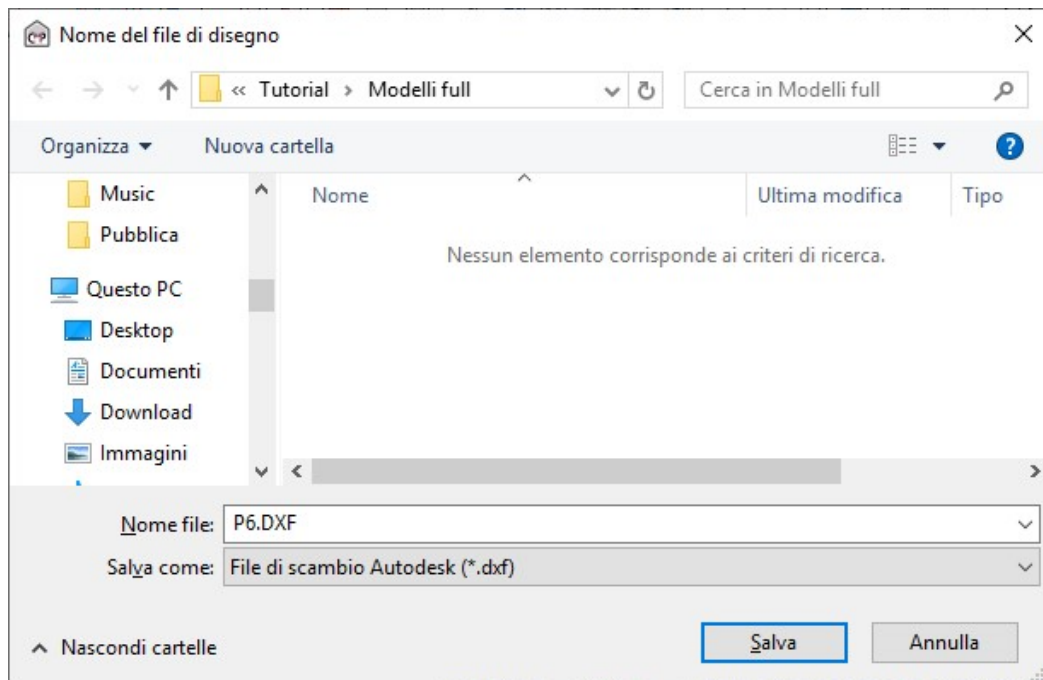 Nome del file di disegno
« Tutorial › Modelli full
Cerca in Modelli full
Organizza
Nuova cartella
Music
Pubblica
Questo PC
Desktop
Documenti
Download
Immagini
Nome
Ultima modifica
Tipo
Nessun elemento corrisponde ai criteri di ricerca.
Nome file: P6.DXF
Salva come: File di scambio Autodesk (*.dxf)
Nascondi cartelle
Salva
Annulla